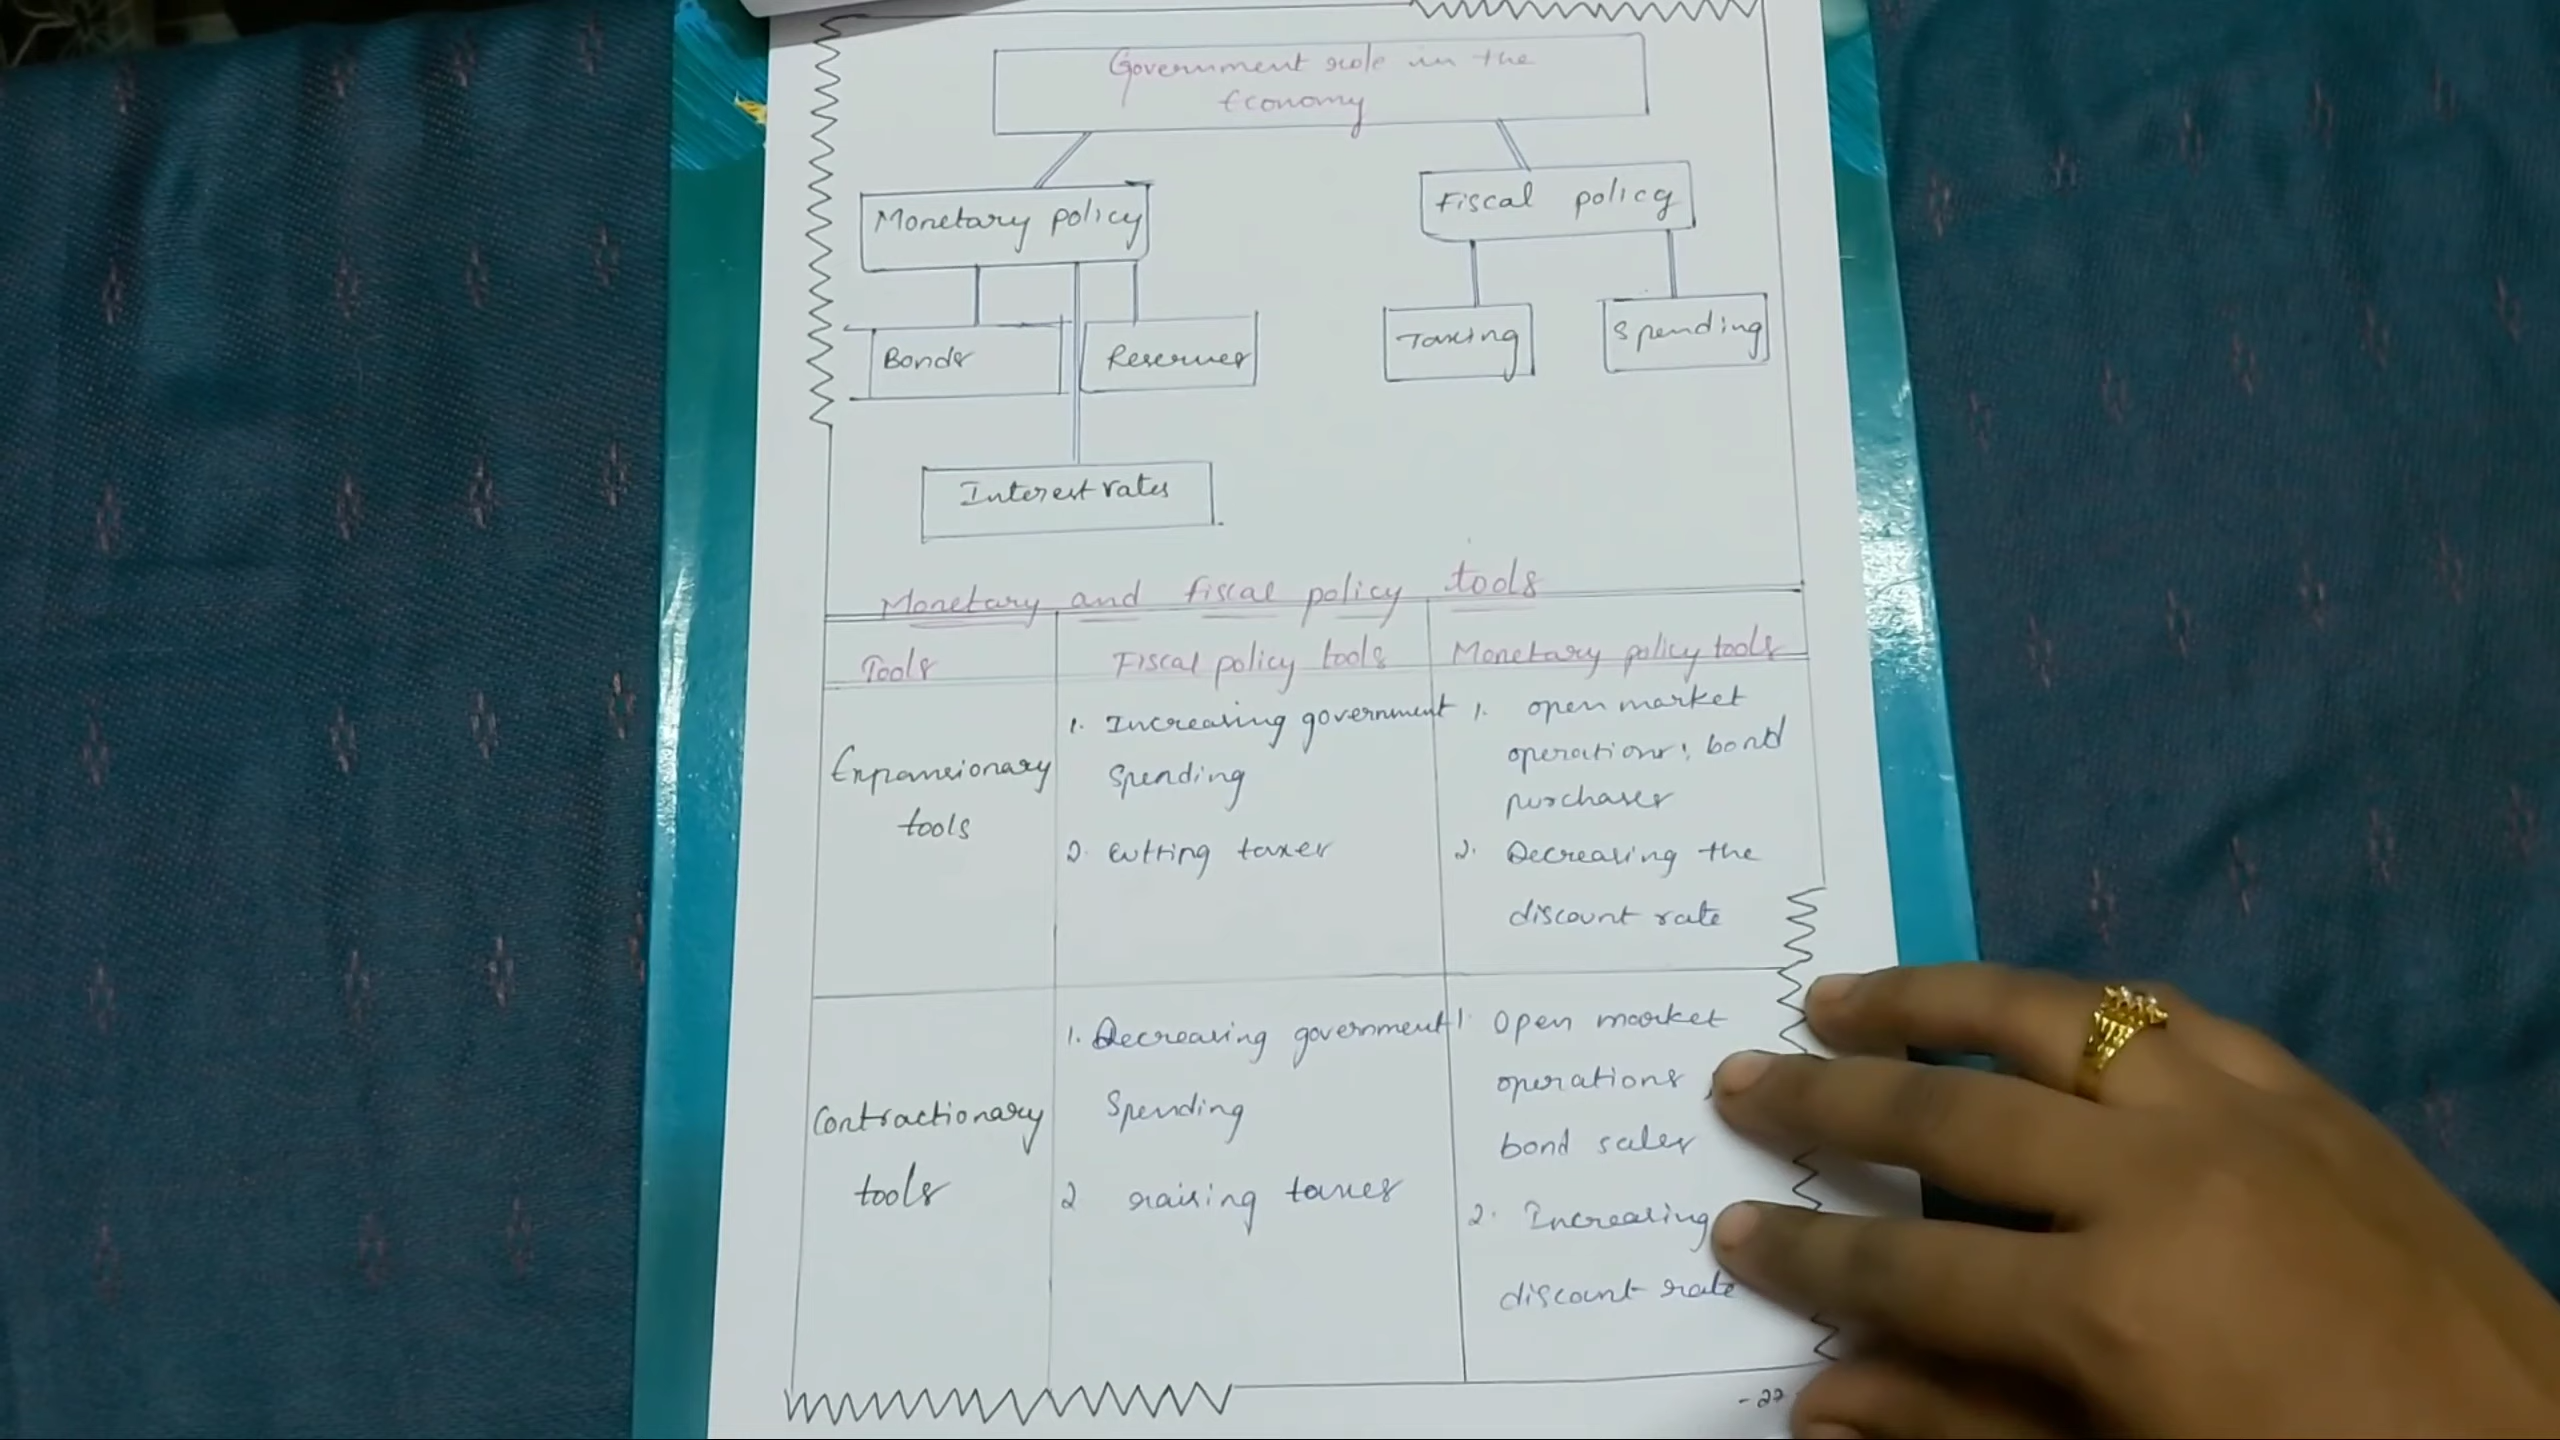 Government role in the
Economy
Monetary policy
Fiscal policy
Bonds
Reserves
Taxing
Spending
Interest rates
Monetary and fiscal policy tools
Tools
Fiscal policy tools
Monetary policy tools
Expansionary
tools
1. Increasing government
spending
2. cutting taxes
1. open market
operations: bond
purchases
2. Decreasing the
discount rate
Contractionary
tools
1. Decreasing government
Spending
2 raising taxes
1. Open market
operations
bond sales
2. Increasing
discount rate